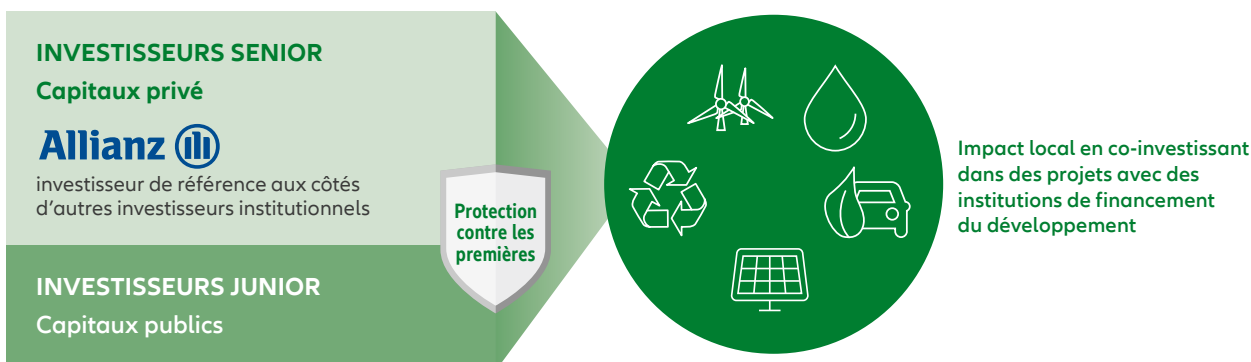 INVESTISSEURS SENIOR
Capitaux privé
Allianz
investisseur de référence aux côtés
d'autres investisseurs institutionnels
Protection
contre les
premières
INVESTISSEURS JUNIOR
Capitaux publics
Impact local en co-investissant
dans des projets avec des
institutions de financement
du développement